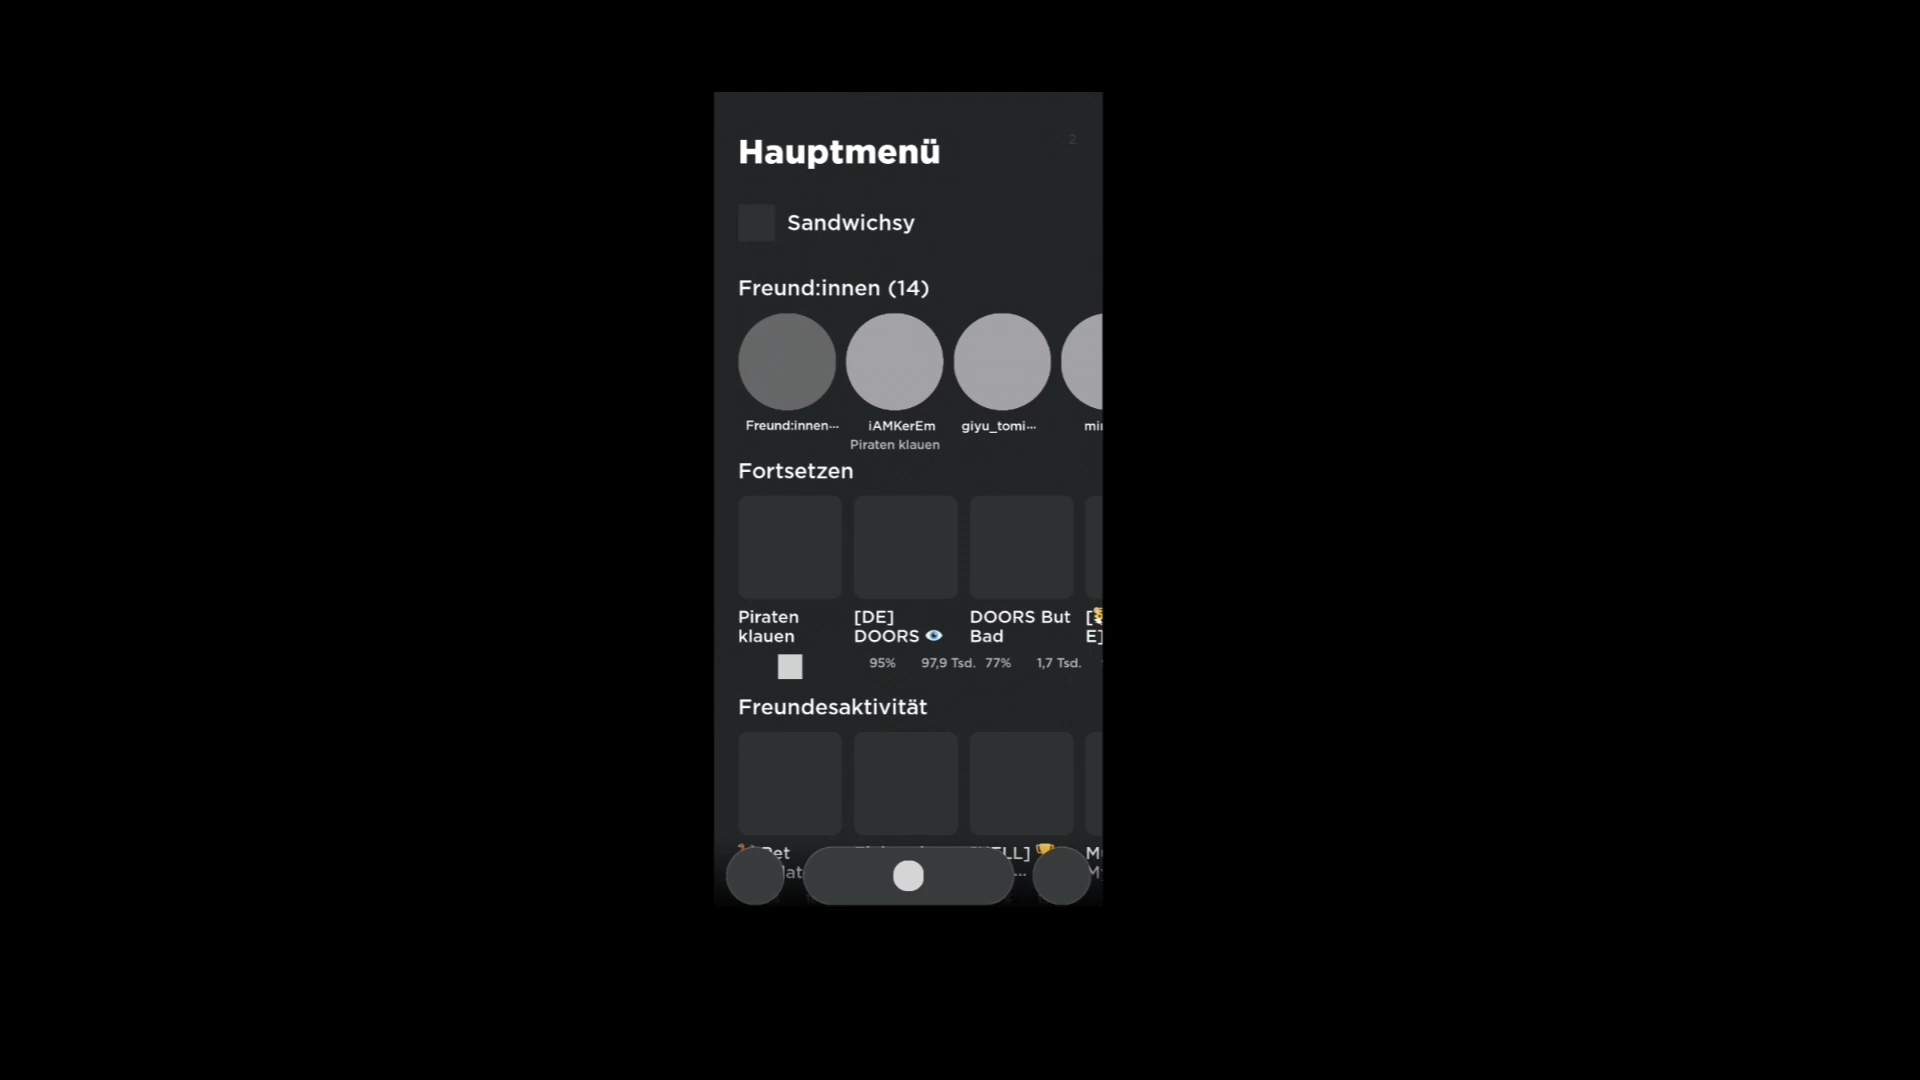 Hauptmenü
2
Sandwichsy
Freund:innen (14)
Freund:innen...
iAMKerEm
giyu_tomi...
Piraten klauen
Fortsetzen
Piraten
klauen
[DE]
DOORS 👁
DOORS But
Bad
E]
95%
97,9 Tsd.
77%
1,7 Tsd.
Freundesaktivität